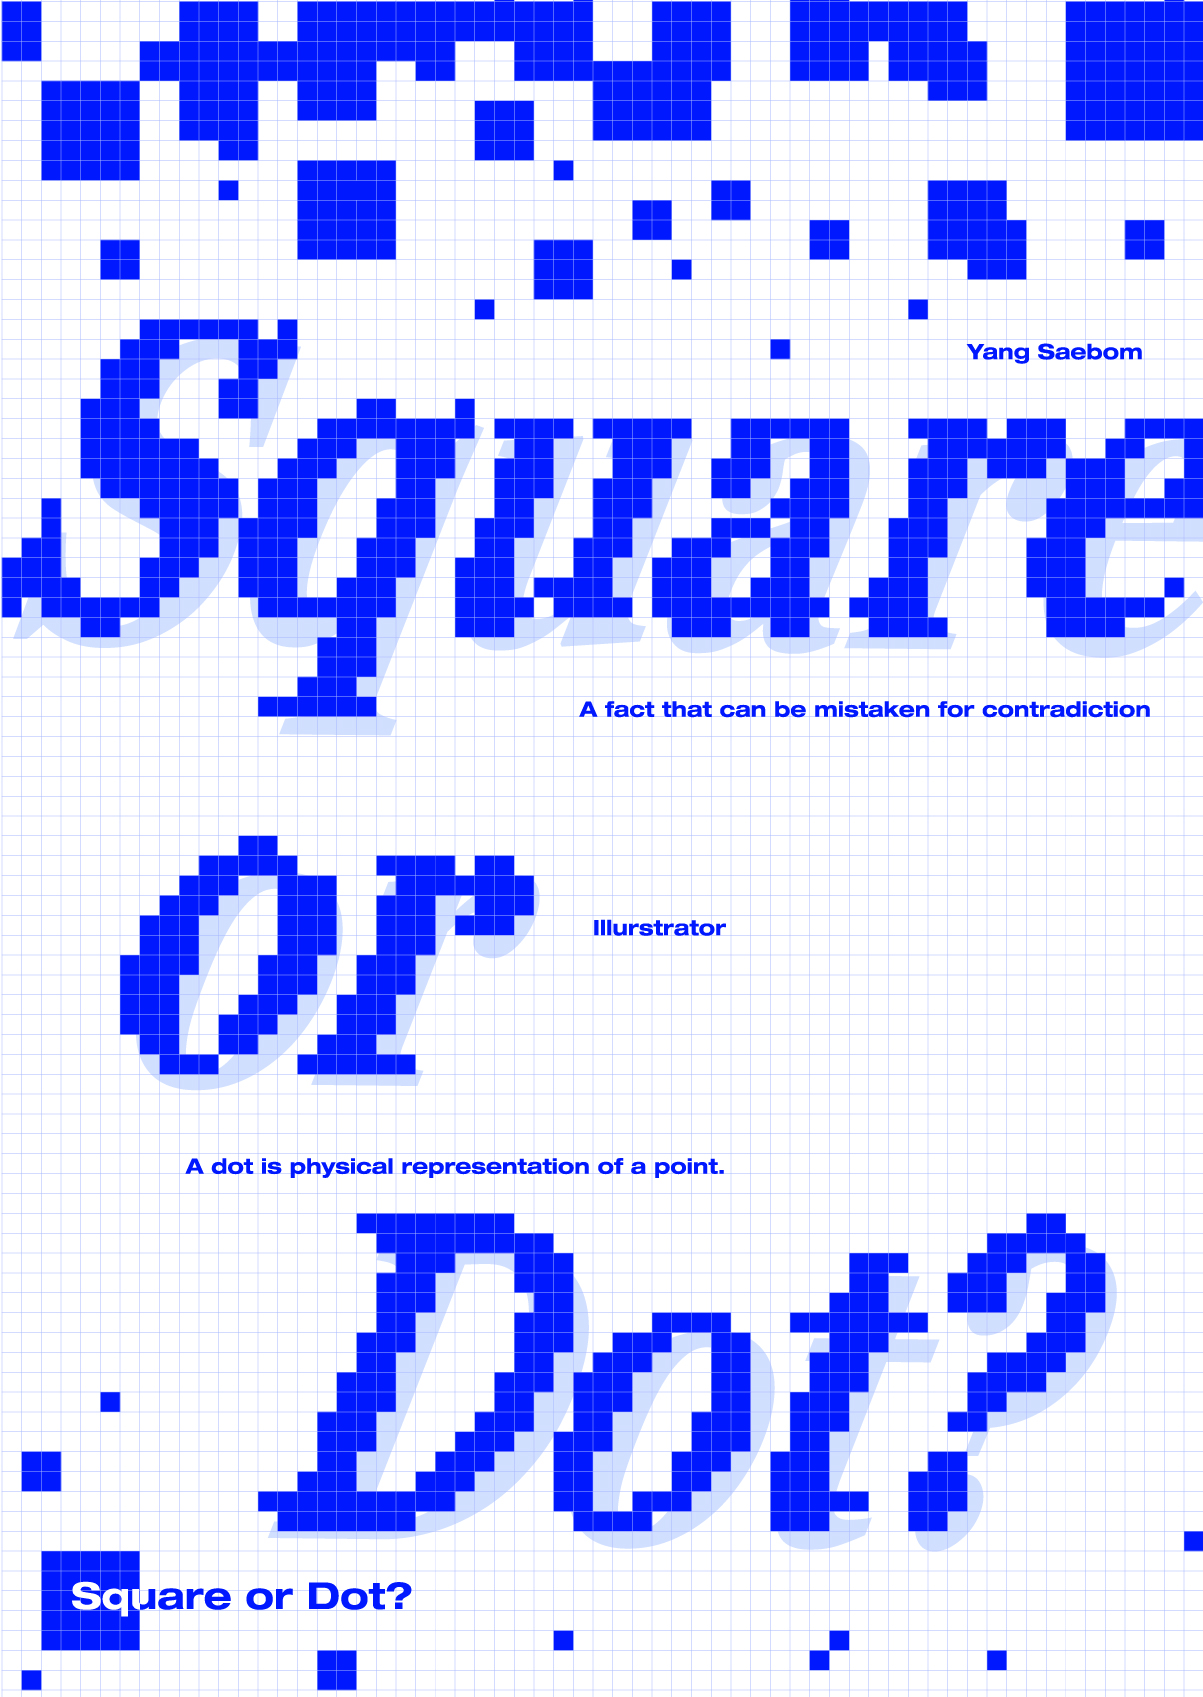 Yang Saebom
Square
A fact that can be mistaken for contradiction
or
Illurstrator
A dot is physical representation of a point.
Dot?
Square or Dot?